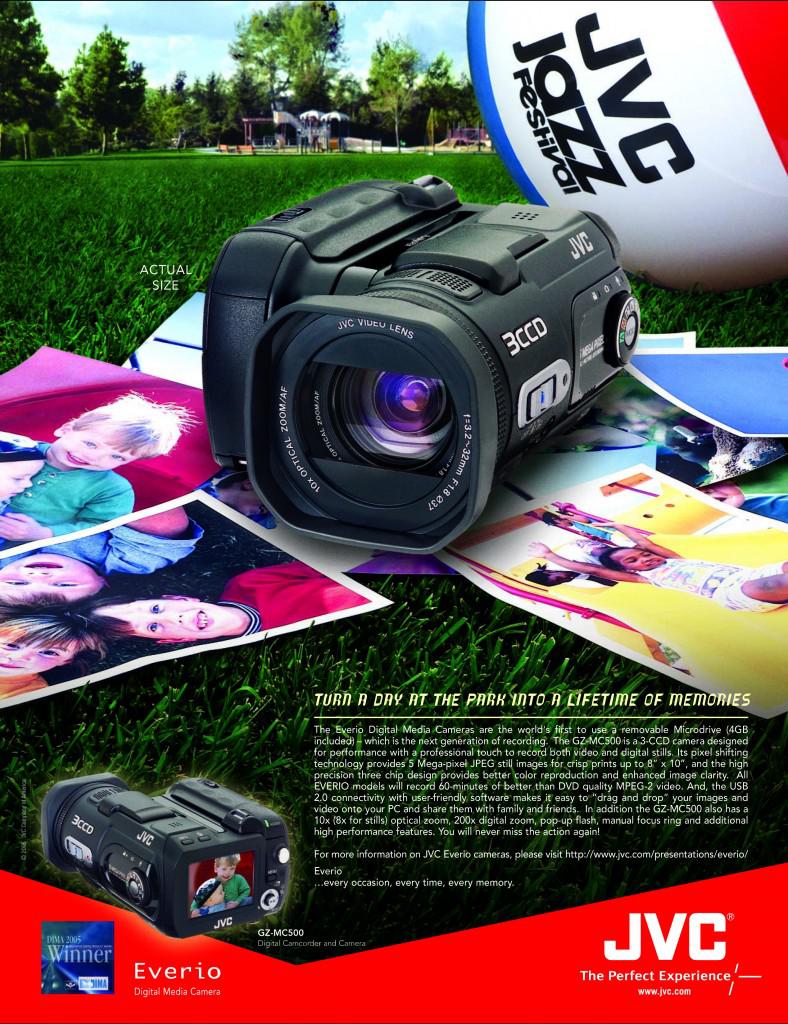 JVC
Jazz
Festival
ACTUAL
SIZE
JVC
3CCD
JVC VIDEO LENS
10X OPTICAL ZOOM/AF
OPTICAL ZOOM/AF
f=3.2~32mm F1.8 Ø37
TURN A DAY AT THE PARK INTO A LIFETIME OF MEMORIES
The Everio Digital Media Cameras are the world's first to use a removable Microdrive (4GB
included) – which is the next generation of recording. The GZ-MC500 is a 3-CCD camera designed
for performance with a professional touch to record both video and digital stills. Its pixel shifting
technology provides 5 Mega-pixel JPEG still images for crisp prints up to 8" x 10", and the high
precision three chip design provides better color reproduction and enhanced image clarity. All
EVERIO models will record 60-minutes of better than DVD quality MPEG-2 video. And, the USB
2.0 connectivity with user-friendly software makes it easy to "drag and drop" your images and
video onto your PC and share them with family and friends. In addition the GZ-MC500 also has a
10x (8x for stills) optical zoom, 200x digital zoom, pop-up flash, manual focus ring and additional
high performance features. You will never miss the action again!
For more information on JVC Everio cameras, please visit http://www.jvc.com/presentations/everio/
Everio
...every occasion, every time, every memory.
3CCD
JVC
JVC
GZ-MC500
Digital Camcorder and Camera
DIMA 2005
Winner
DIMA
Everio
Digital Media Camera
JVC®
The Perfect Experience
www.jvc.com